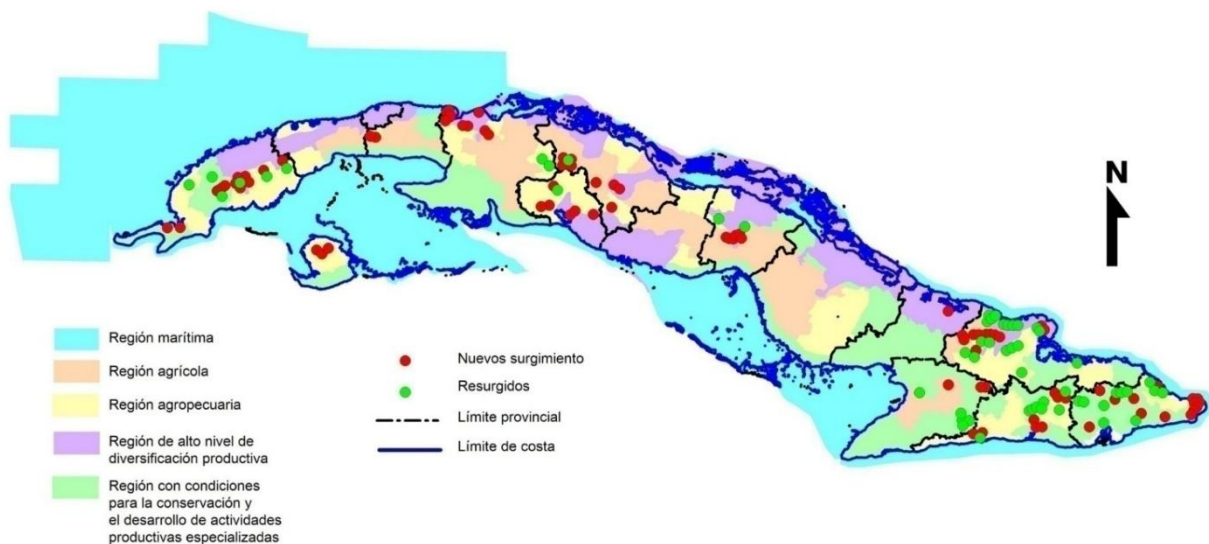 N
Región marítima
Región agrícola
Región agropecuaria
Región de alto nivel de
diversificación productiva
Región con condiciones
para la conservación y
el desarrollo de actividades
productivas especializadas
Nuevos surgimiento
Resurgidos
Límite provincial
Límite de costa